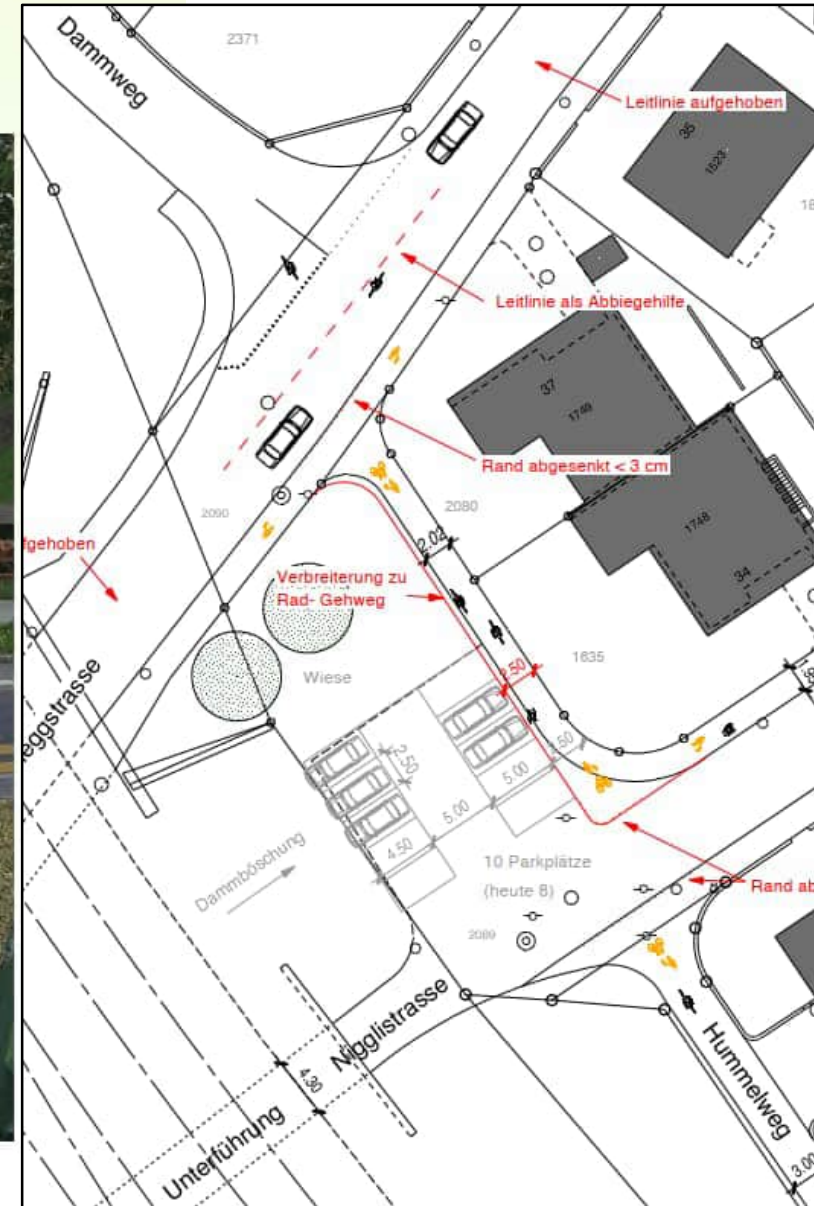 2371
Dammweg
Leitlinie aufgehoben
35
1523
Leitlinie als Abbiegehilfe
37
1749
Rand abgesenkt < 3 cm
2090
2080
fgehoben
2.02
1748
34
Verbreiterung zu
Rad- Gehweg
Wiese
2.50
1635
eggstrasse
2.50
2.50
5.00
5.00
4.50
Dammböschung
10 Parkplätze
(heute 8)
Rand ab
2089
Nigglistrasse
4.30
Hummelweg
Unterführung
3.00